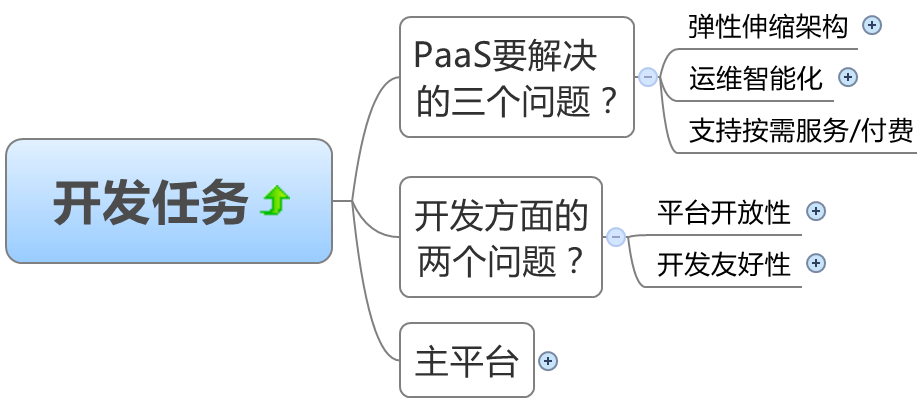 开发任务
PaaS要解决
的三个问题？
弹性伸缩架构
运维智能化
支持按需服务/付费
开发方面的
两个问题？
平台开放性
开发友好性
主平台